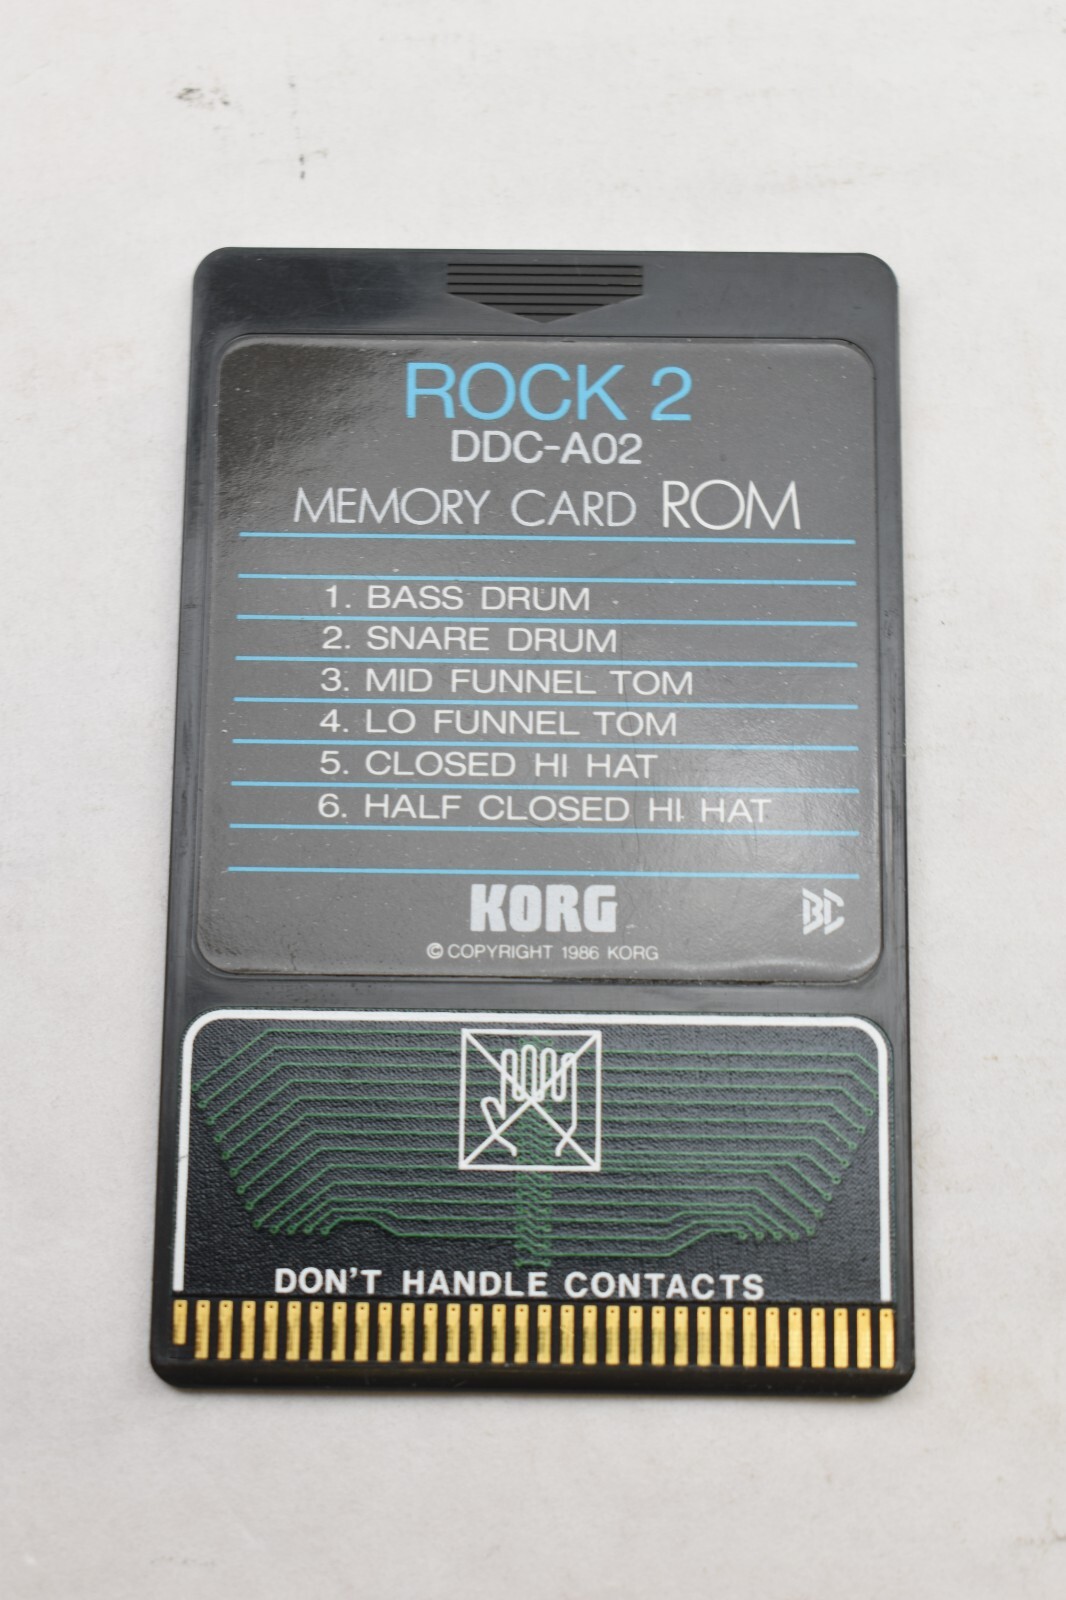 ROCK 2
DDC-A02
MEMORY CARD ROM
1. BASS DRUM
2. SNARE DRUM
3. MID FUNNEL TOM
4. LO FUNNEL TOM
5. CLOSED HI HAT
6. HALF CLOSED HI HAT
KORG
BC
© COPYRIGHT 1986 KORG
DON'T HANDLE CONTACTS